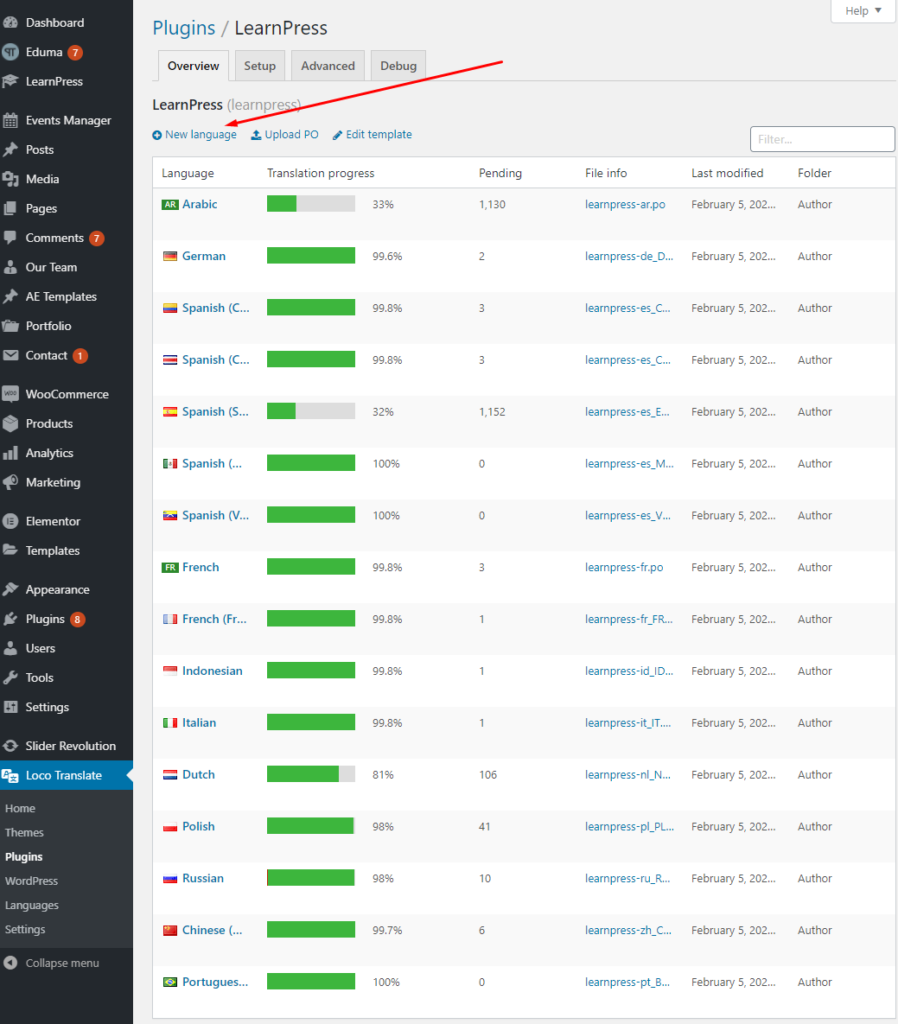 Help ▼
Dashboard
Eduma 7
LearnPress
Events Manager
Posts
Media
Pages
Comments 7
Our Team
AE Templates
Portfolio
Contact 1
WooCommerce
Products
Analytics
Marketing
Elementor
Templates
Appearance
Plugins 8
Users
Tools
Settings
Slider Revolution
Loco Translate
Home
Themes
Plugins
WordPress
Languages
Settings
Collapse menu
Plugins / LearnPress
Overview Setup Advanced Debug
LearnPress (learnpress)
New language Upload PO Edit template
Filter...
Language Translation progress Pending File info Last modified Folder
AR Arabic 33% 1,130 learnpress-ar.po February 5, 202... Author
German 99.6% 2 learnpress-de_D... February 5, 202... Author
Spanish (C... 99.8% 3 learnpress-es_C... February 5, 202... Author
Spanish (C... 99.8% 3 learnpress-es_C... February 5, 202... Author
Spanish (S... 32% 1,152 learnpress-es_E... February 5, 202... Author
Spanish (... 100% 0 learnpress-es_M... February 5, 202... Author
Spanish (V... 100% 0 learnpress-es_V... February 5, 202... Author
FR French 99.8% 3 learnpress-fr.po February 5, 202... Author
French (Fr... 99.8% 1 learnpress-fr_FR... February 5, 202... Author
Indonesian 99.8% 1 learnpress-id_ID... February 5, 202... Author
Italian 99.8% 1 learnpress-it_IT.... February 5, 202... Author
Dutch 81% 106 learnpress-nl_N... February 5, 202... Author
Polish 98% 41 learnpress-pl_PL... February 5, 202... Author
Russian 98% 10 learnpress-ru_R... February 5, 202... Author
Chinese (... 99.7% 6 learnpress-zh_C... February 5, 202... Author
Portugues... 100% 0 learnpress-pt_B... February 5, 202... Author